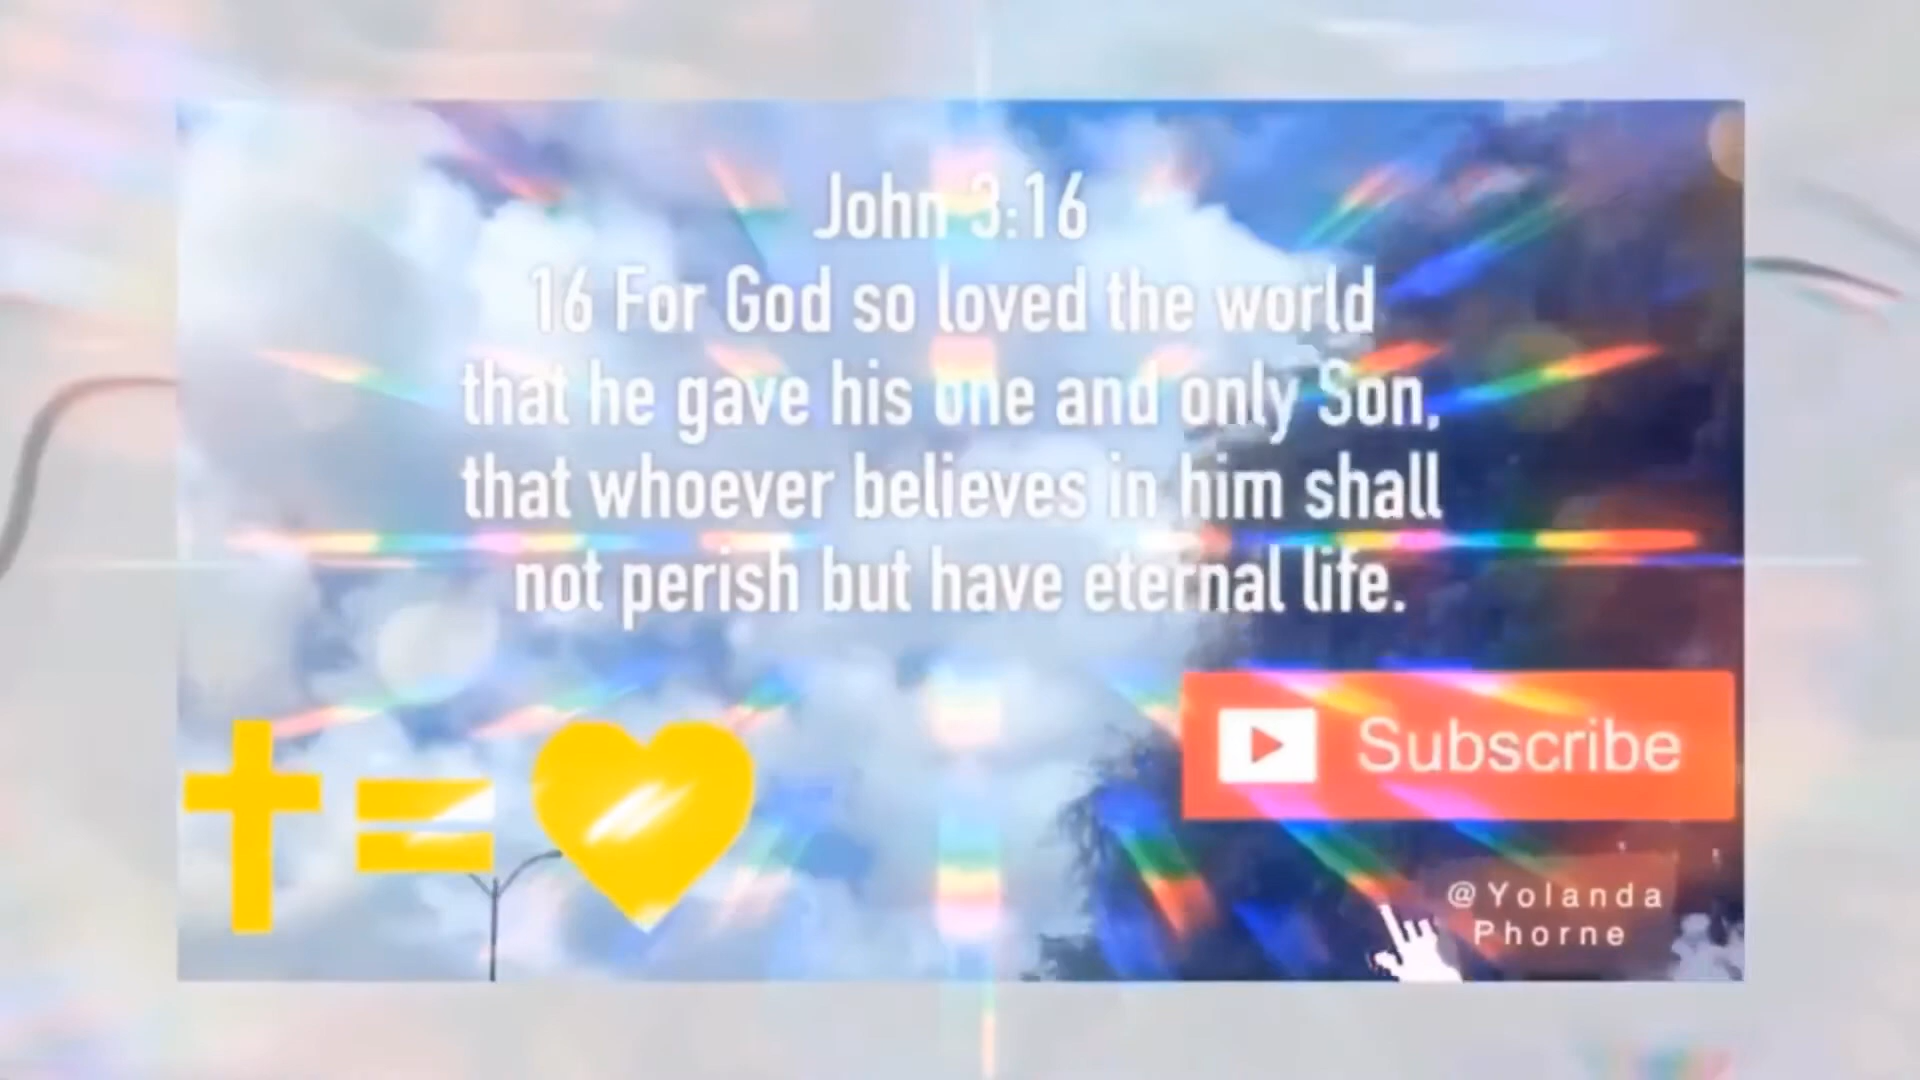 John 3:16
16 For God so loved the world
that he gave his one and only Son,
that whoever believes in him shall
not perish but have eternal life.
Subscribe
@Yolanda
Phorne